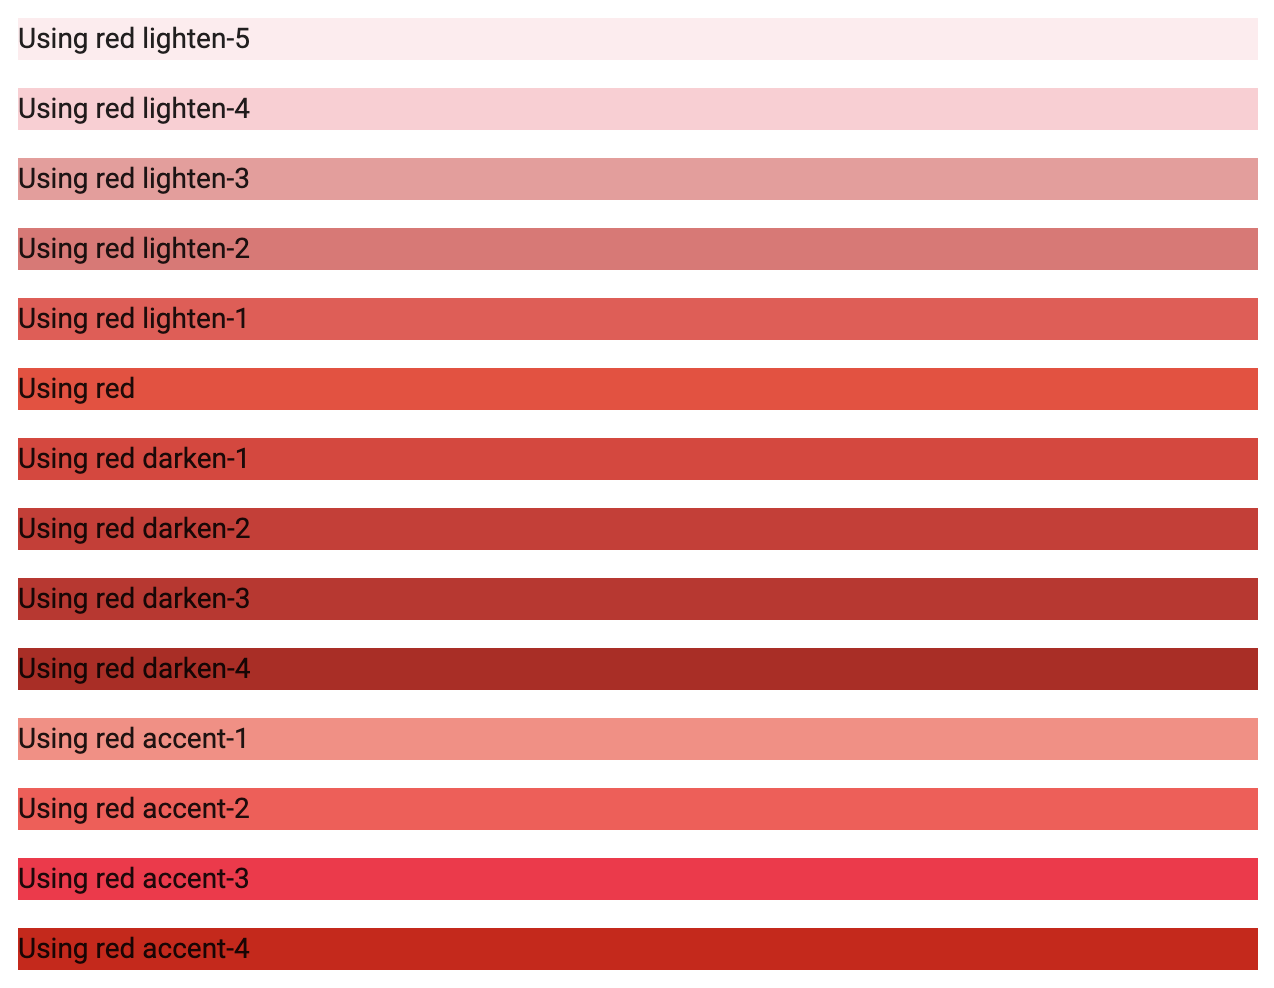 Using red lighten-5
Using red lighten-4
Using red lighten-3
Using red lighten-2
Using red lighten-1
Using red
Using red darken-1
Using red darken-2
Using red darken-3
Using red darken-4
Using red accent-1
Using red accent-2
Using red accent-3
Using red accent-4